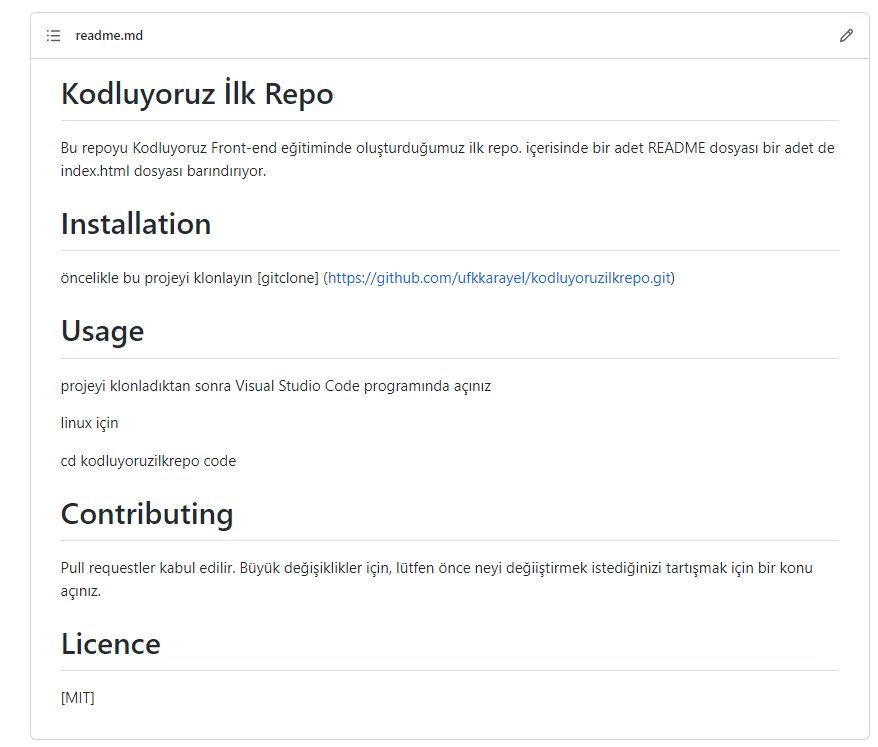 readme.md
Kodluyoruz İlk Repo
Bu repoyu Kodluyoruz Front-end eğitiminde oluşturduğumuz ilk repo. içerisinde bir adet README dosyası bir adet de
index.html dosyası barındırıyor.
Installation
öncelikle bu projeyi klonlayın [gitclone] (https://github.com/ufkkarayel/kodluyoruzilkrepo.git)
Usage
projeyi klonladıktan sonra Visual Studio Code programında açınız
linux için
cd kodluyoruzilkrepo code
Contributing
Pull requestler kabul edilir. Büyük değişiklikler için, lütfen önce neyi değiiştirmek istediğinizi tartışmak için bir konu
açınız.
Licence
[MIT]